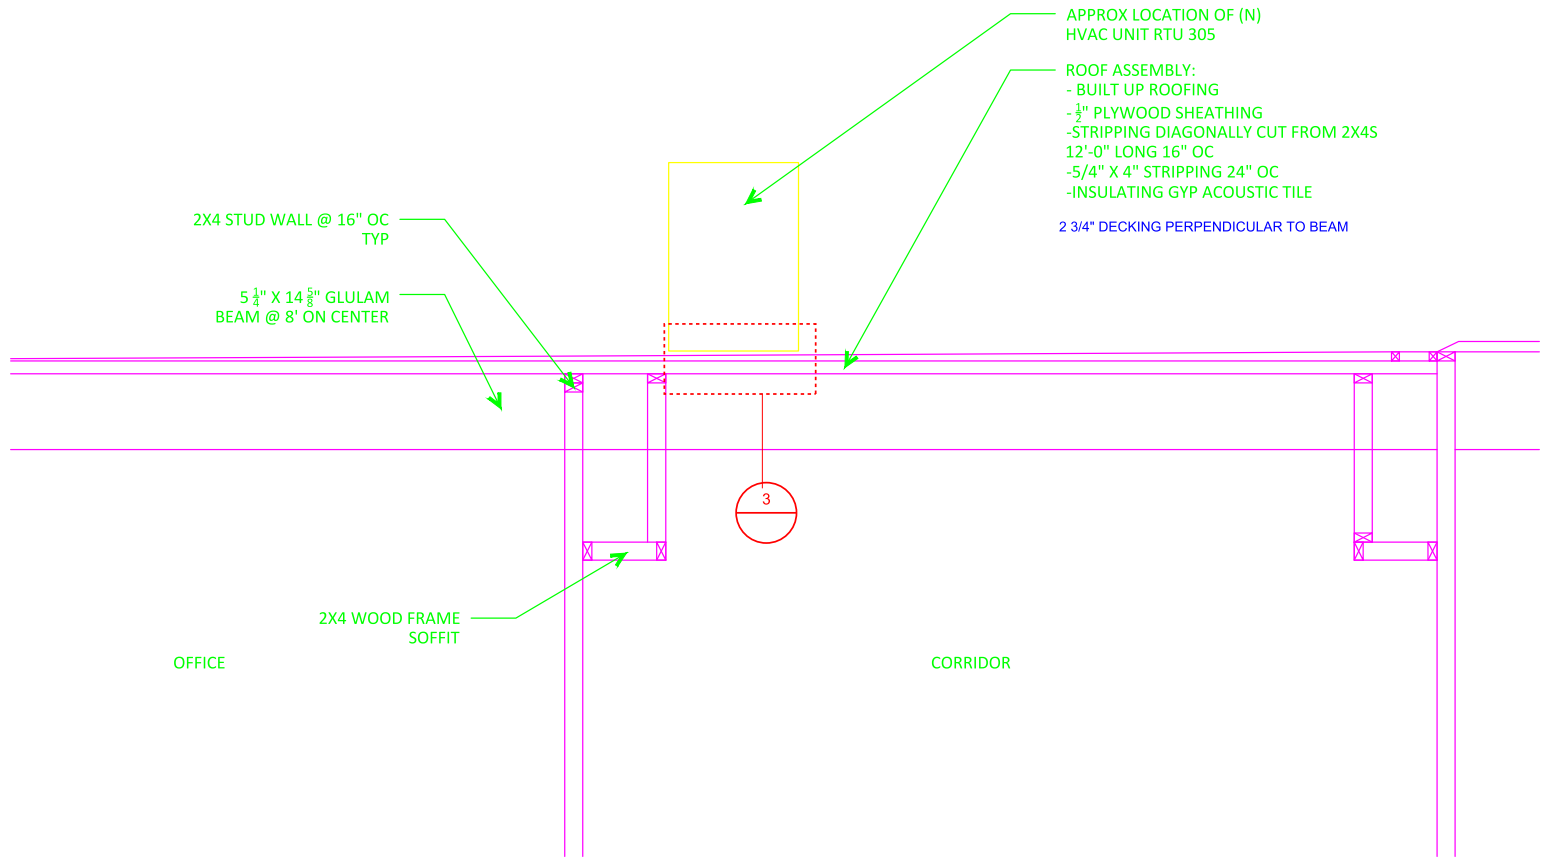 APPROX LOCATION OF (N)
HVAC UNIT RTU 305
ROOF ASSEMBLY:
- BUILT UP ROOFING
- 1/2" PLYWOOD SHEATHING
-STRIPPING DIAGONALLY CUT FROM 2X4S
12'-0" LONG 16" OC
-5/4" X 4" STRIPPING 24" OC
-INSULATING GYP ACOUSTIC TILE
2 3/4" DECKING PERPENDICULAR TO BEAM
2X4 STUD WALL @ 16" OC
TYP
5 1/4" X 14 5/8" GLULAM
BEAM @ 8' ON CENTER
3
2X4 WOOD FRAME
SOFFIT
OFFICE
CORRIDOR